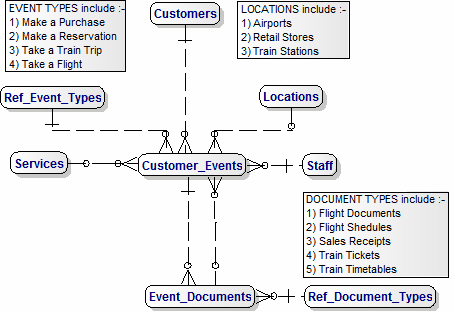 EVENT TYPES include :-
1) Make a Purchase
2) Make a Reservation
3) Take a Train Trip
4) Take a Flight
Customers
LOCATIONS include :-
1) Airports
2) Retail Stores
3) Train Stations
Ref_Event_Types
Locations
Services
Customer_Events
Staff
DOCUMENT TYPES include :-
1) Flight Documents
2) Flight Shedules
3) Sales Receipts
4) Train Tickets
5) Train Timetables
Event_Documents
Ref_Document_Types